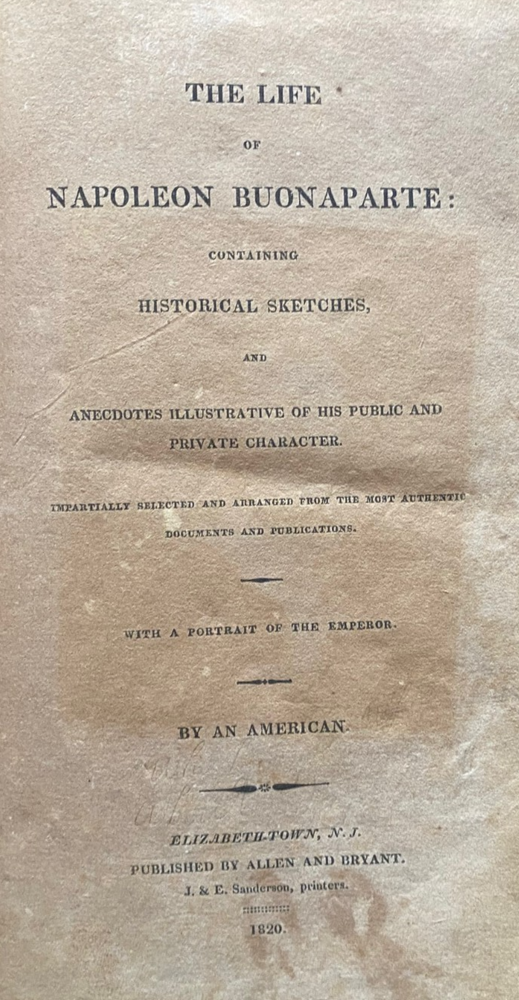 THE LIFE
OF
NAPOLEON BUONAPARTE:
CONTAINING
HISTORICAL SKETCHES,
AND
ANECDOTES ILLUSTRATIVE OF HIS PUBLIC AND
PRIVATE CHARACTER.
IMPARTIALLY SELECTED AND ARRANGED FROM THE MOST AUTHENTIC
DOCUMENTS AND PUBLICATIONS.
WITH A PORTRAIT OF THE EMPEROR.
BY AN AMERICAN.
ELIZABETH-TOWN, N. J.
PUBLISHED BY ALLEN AND BRYANT.
J. & E. Sanderson, printers.
1820.